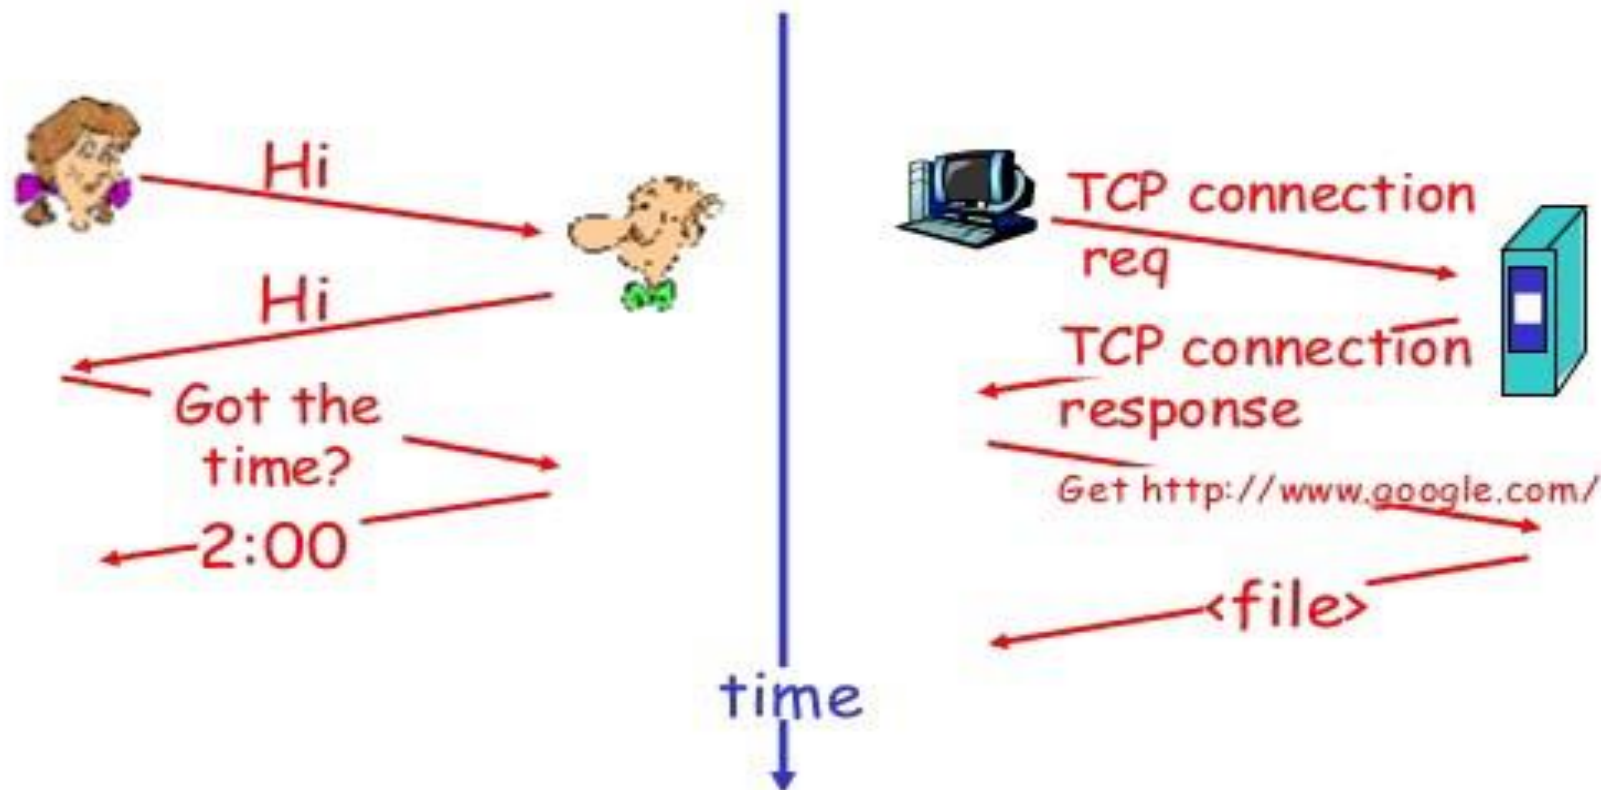 Hi
Hi
Got the
time?
2:00
time
TCP connection
req
TCP connection
response
Get http://www.google.com/
<file>